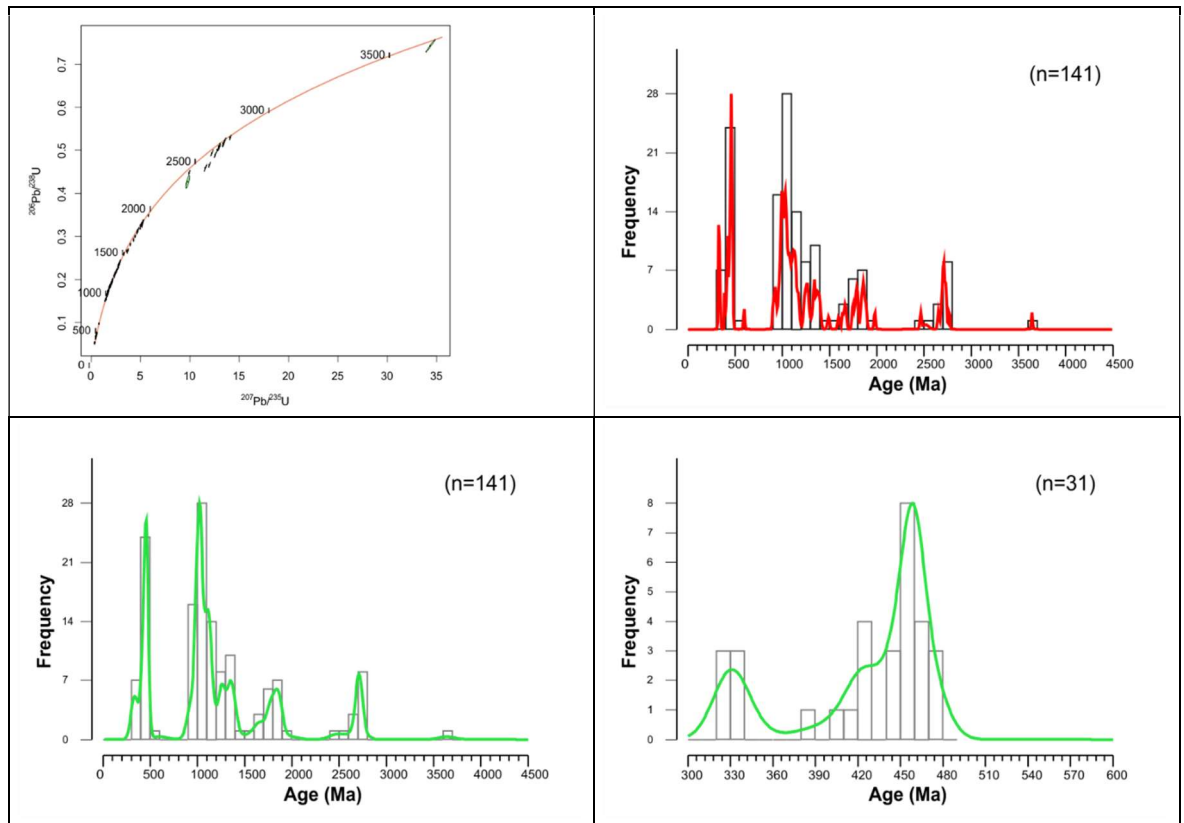 3500
3000
2500
2000
1500
1000
500
0.7
0.6
0.5
0.4
0.3
0.2
0.1
²⁰⁶Pb/²³⁸U
0 0 5 10 15 20 25 30 35
²⁰⁷Pb/²³⁵U
(n=141)
28
21
14
7
0
Frequency
0 500 1000 1500 2000 2500 3000 3500 4000 4500
Age (Ma)
(n=141)
28
21
14
7
0
Frequency
0 500 1000 1500 2000 2500 3000 3500 4000 4500
Age (Ma)
(n=31)
8
7
6
5
4
3
2
1
0
Frequency
300 330 360 390 420 450 480 510 540 570 600
Age (Ma)